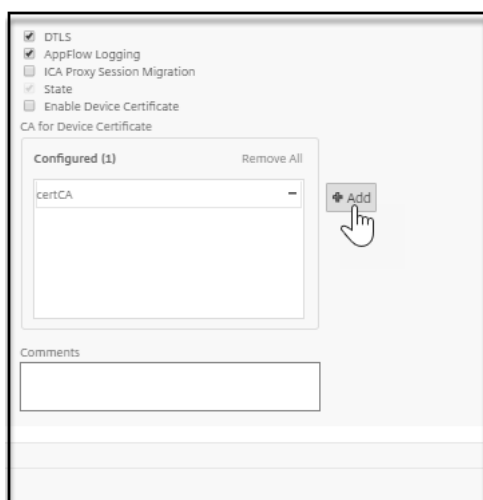 DTLS
AppFlow Logging
ICA Proxy Session Migration
State
Enable Device Certificate
CA for Device Certificate
Configured (1) Remove All
certCA
Add
Comments